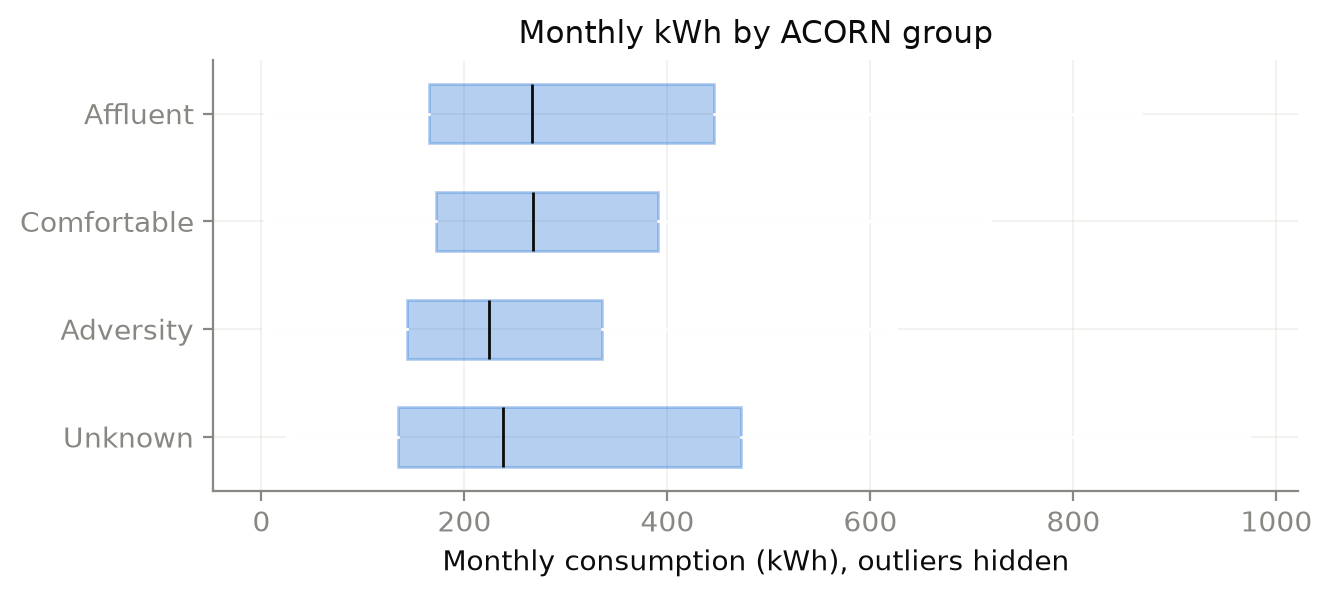 Monthly kWh by ACORN group
Affluent
Comfortable
Adversity
Unknown
0 200 400 600 800 1000
Monthly consumption (kWh), outliers hidden